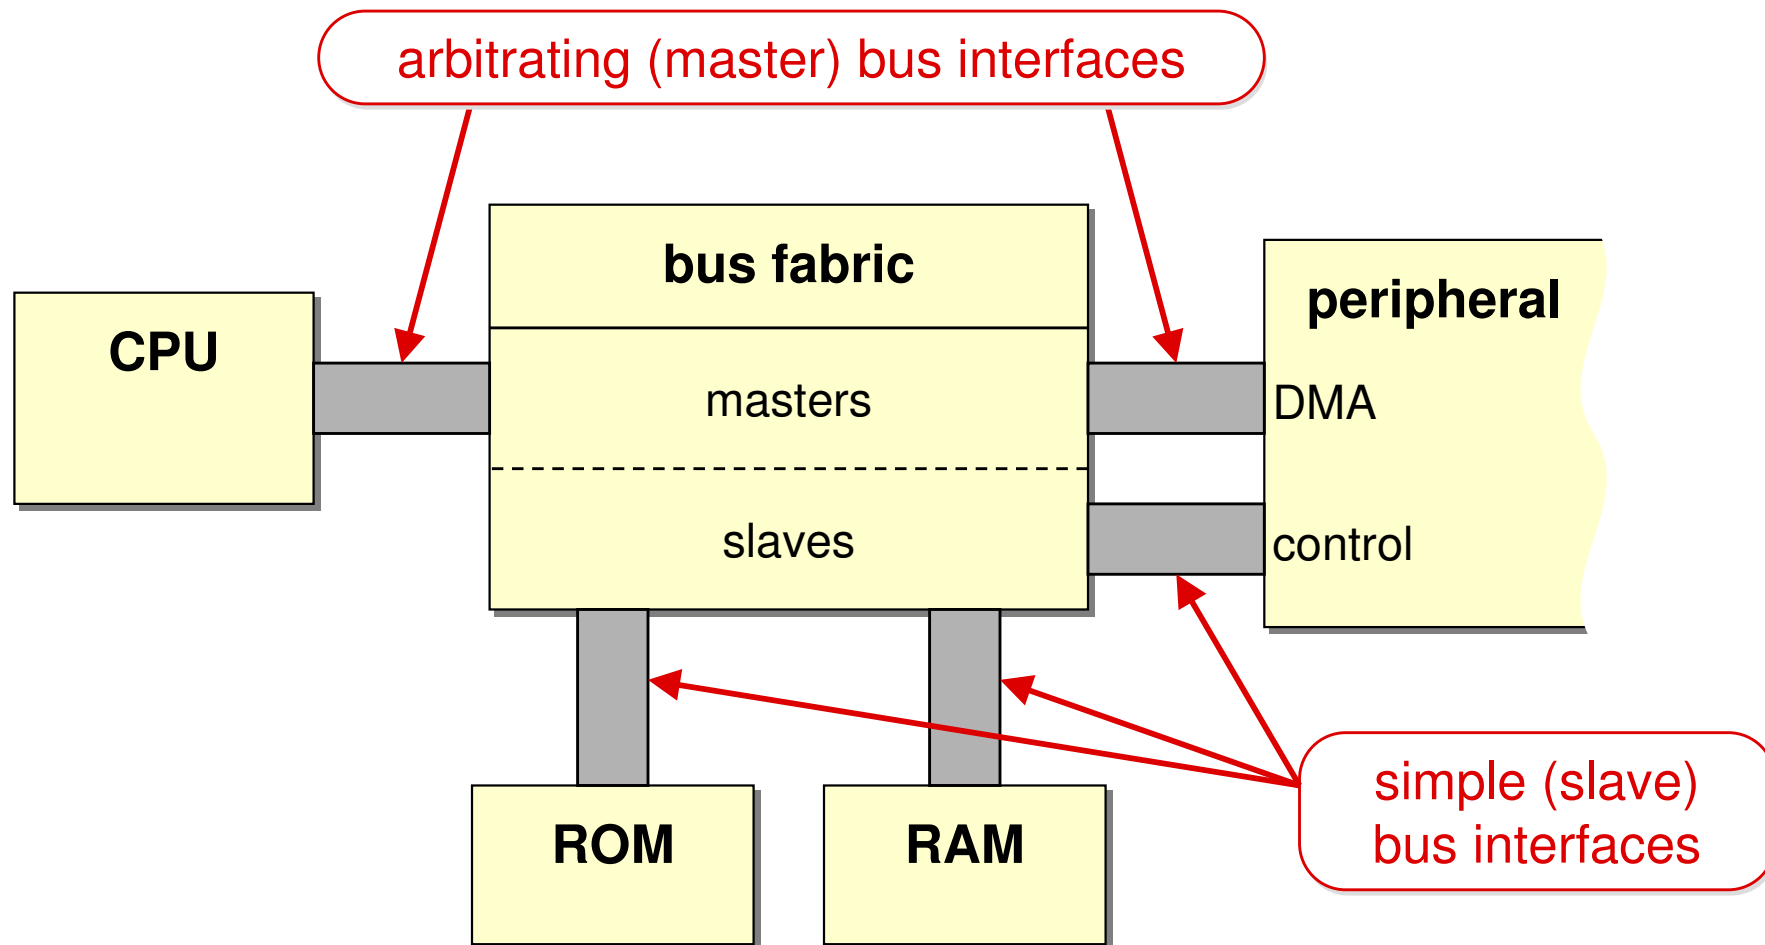 arbitrating (master) bus interfaces
bus fabric
peripheral
CPU
masters
DMA
slaves
control
simple (slave)
bus interfaces
ROM
RAM